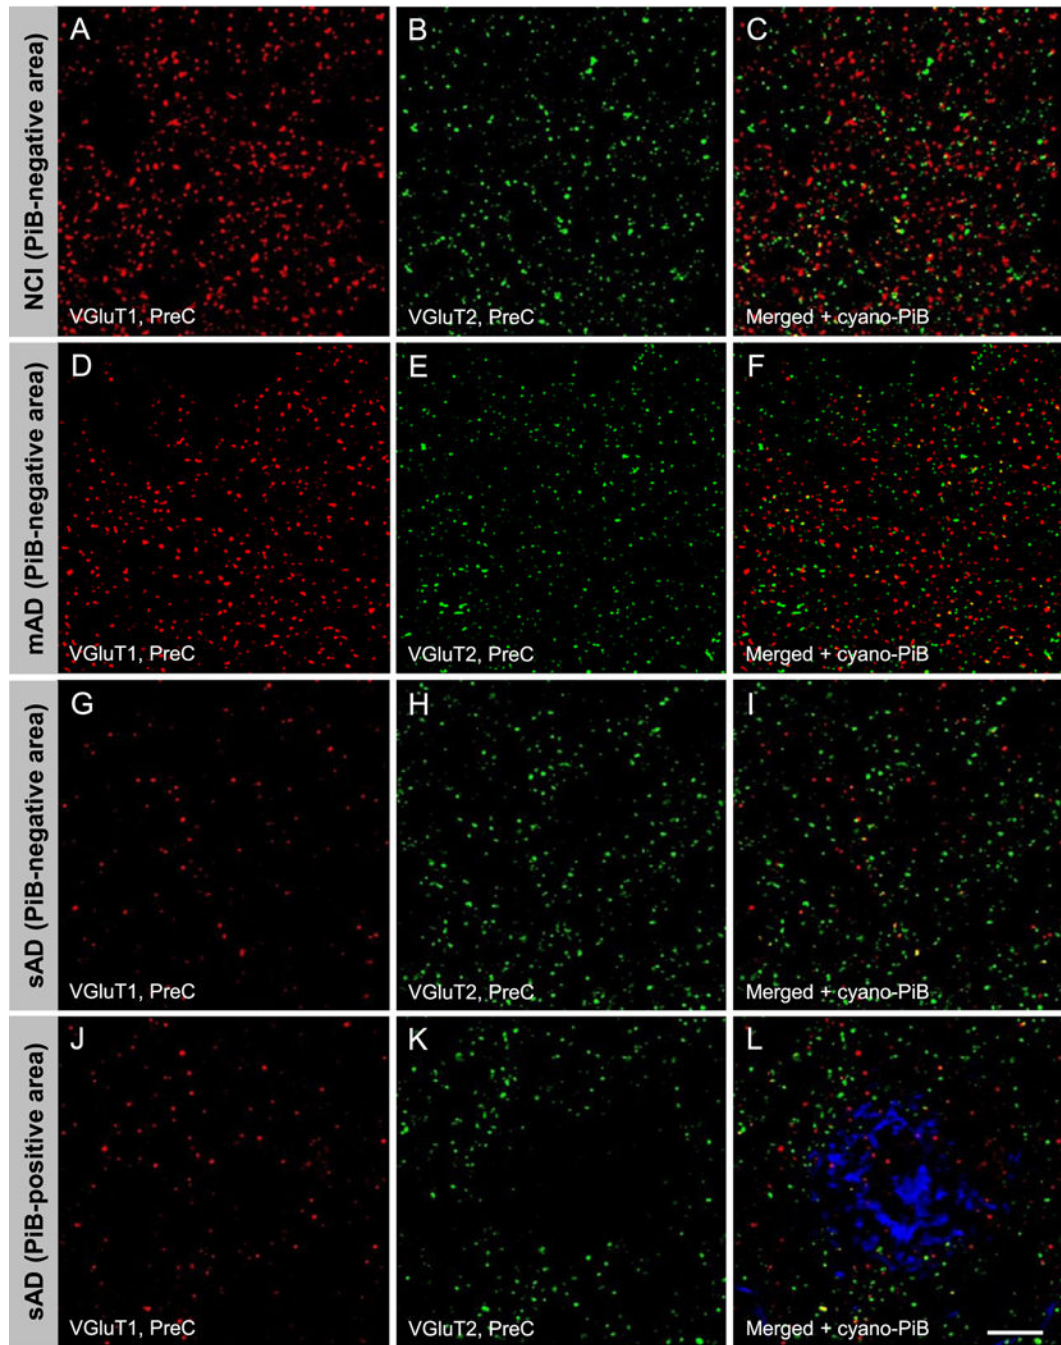 NCI (PiB-negative area)
A
VGluT1, PreC
B
VGluT2, PreC
C
Merged + cyano-PiB
mAD (PiB-negative area)
D
VGluT1, PreC
E
VGluT2, PreC
F
Merged + cyano-PiB
sAD (PiB-negative area)
G
VGluT1, PreC
H
VGluT2, PreC
I
Merged + cyano-PiB
sAD (PiB-positive area)
J
VGluT1, PreC
K
VGluT2, PreC
L
Merged + cyano-PiB